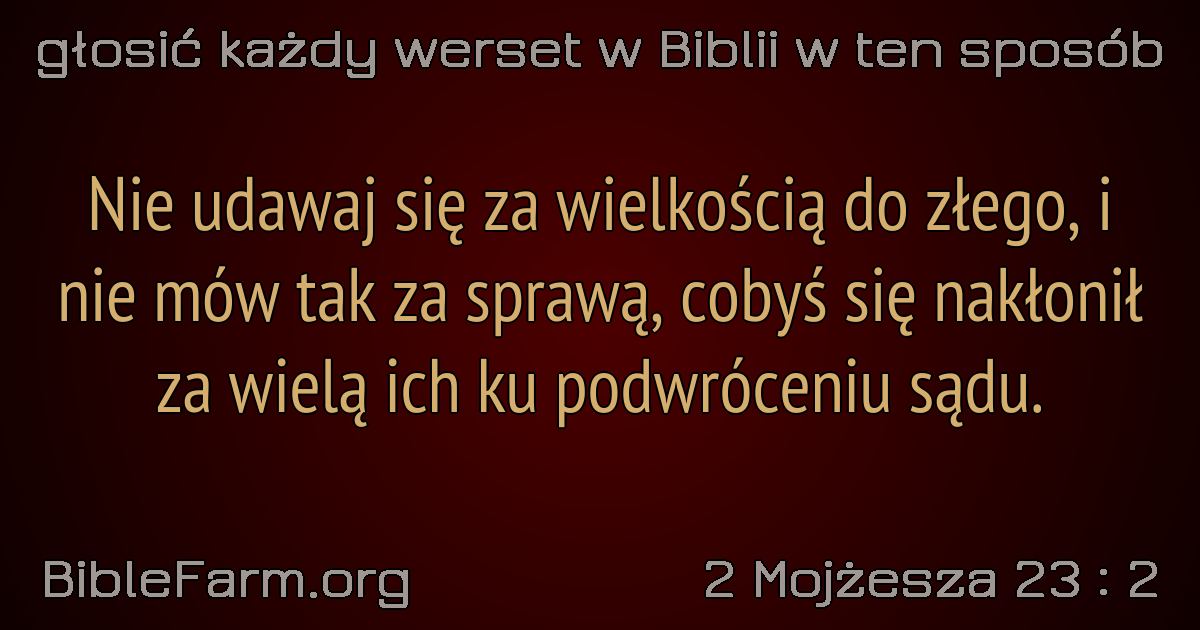 głosić każdy werset w Biblii w ten sposób
Nie udawaj się za wielkością do złego, i
nie mów tak za sprawą, cobyś się nakłonił
za wielą ich ku podwróceniu sądu.
BibleFarm.org
2 Mojżesza 23 : 2